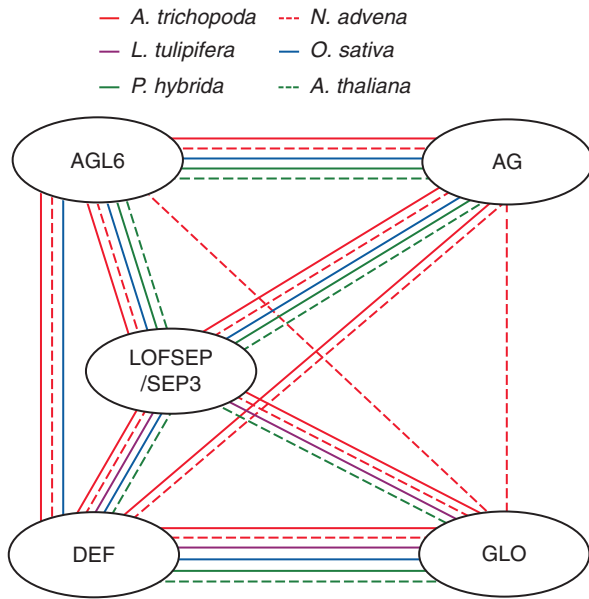 A. trichopoda
N. advena
L. tulipifera
O. sativa
P. hybrida
A. thaliana
AGL6
AG
LOFSEP
/SEP3
DEF
GLO